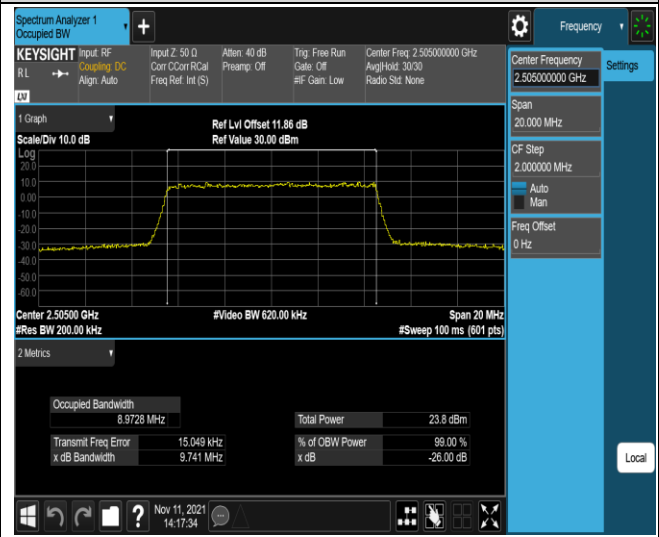 Spectrum Analyzer 1
Occupied BW
Frequency
KEYSIGHT
R L
LXI
Input: RF
Coupling: DC
Align: Auto
Input Z: 50 Ω
Corr CCorr RCal
Freq Ref: Int (S)
Atten: 40 dB
Preamp: Off
Trig: Free Run
Gate: Off
#IF Gain: Low
Center Freq: 2.505000000 GHz
Avg|Hold: 30/30
Radio Std: None
1 Graph
Scale/Div 10.0 dB
Ref Lvl Offset 11.86 dB
Ref Value 30.00 dBm
Log
20.0
10.0
0.00
-10.0
-20.0
-30.0
-40.0
-50.0
-60.0
Center 2.50500 GHz
#Res BW 200.00 kHz
#Video BW 620.00 kHz
Span 20 MHz
#Sweep 100 ms (601 pts)
2 Metrics
Occupied Bandwidth
8.9728 MHz
Total Power 23.8 dBm
Transmit Freq Error 15.049 kHz
% of OBW Power 99.00 %
x dB Bandwidth 9.741 MHz
x dB -26.00 dB
Center Frequency
2.505000000 GHz
Settings
Span
20.000 MHz
CF Step
2.000000 MHz
Auto
Man
Freq Offset
0 Hz
Local
?
Nov 11, 2021
14:17:34